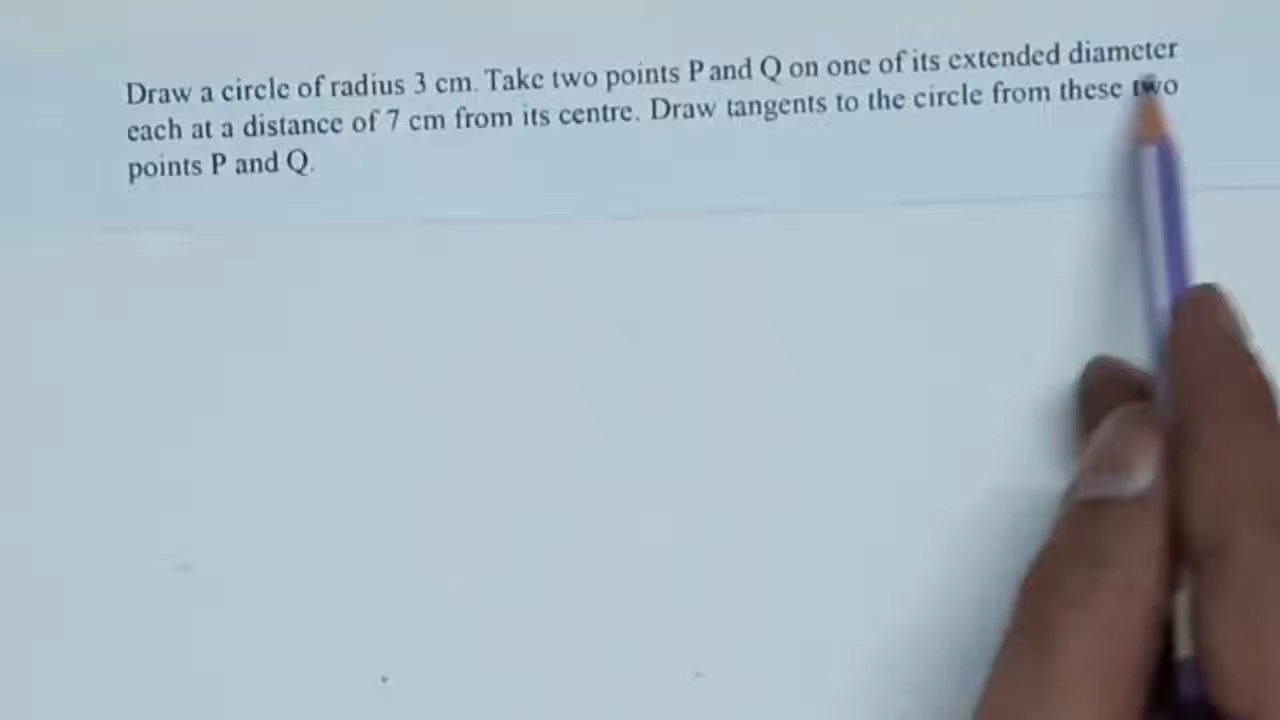 Draw a circle of radius 3 cm. Take two points P and Q on one of its extended diameter
each at a distance of 7 cm from its centre. Draw tangents to the circle from these two
points P and Q.